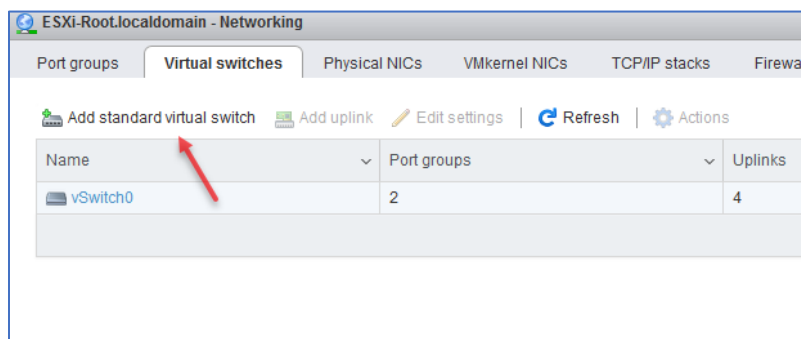 ESXi-Root.localdomain - Networking
Port groups Virtual switches Physical NICs VMkernel NICs TCP/IP stacks Firewa
Add standard virtual switch Add uplink Edit settings Refresh Actions
Name Port groups Uplinks
vSwitch0 2 4